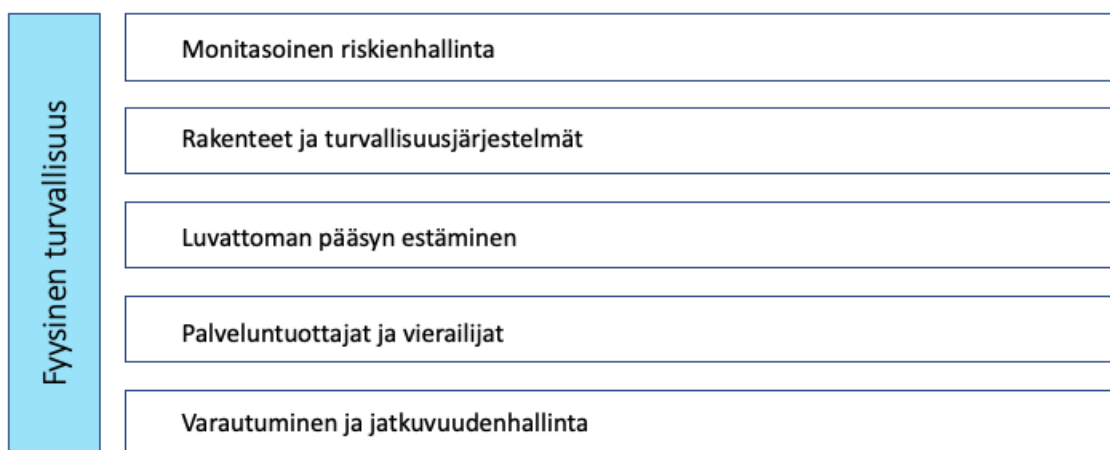 Fyysinen turvallisuus
Monitasoinen riskienhallinta
Rakenteet ja turvallisuusjärjestelmät
Luvattoman pääsyn estäminen
Palveluntuottajat ja vierailijat
Varautuminen ja jatkuvuudenhallinta